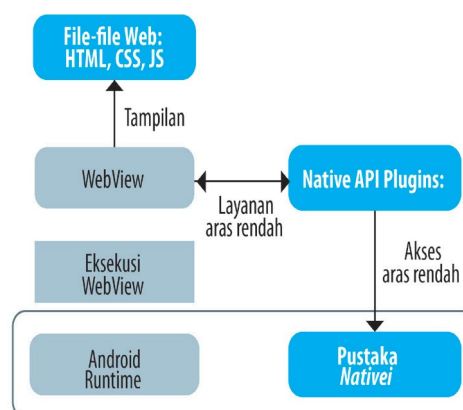 File-file Web:
HTML, CSS, JS
Tampilan
WebView
Native API Plugins:
Layanan
aras rendah
Eksekusi
WebView
Akses
aras rendah
Android
Runtime
Pustaka
Nativei